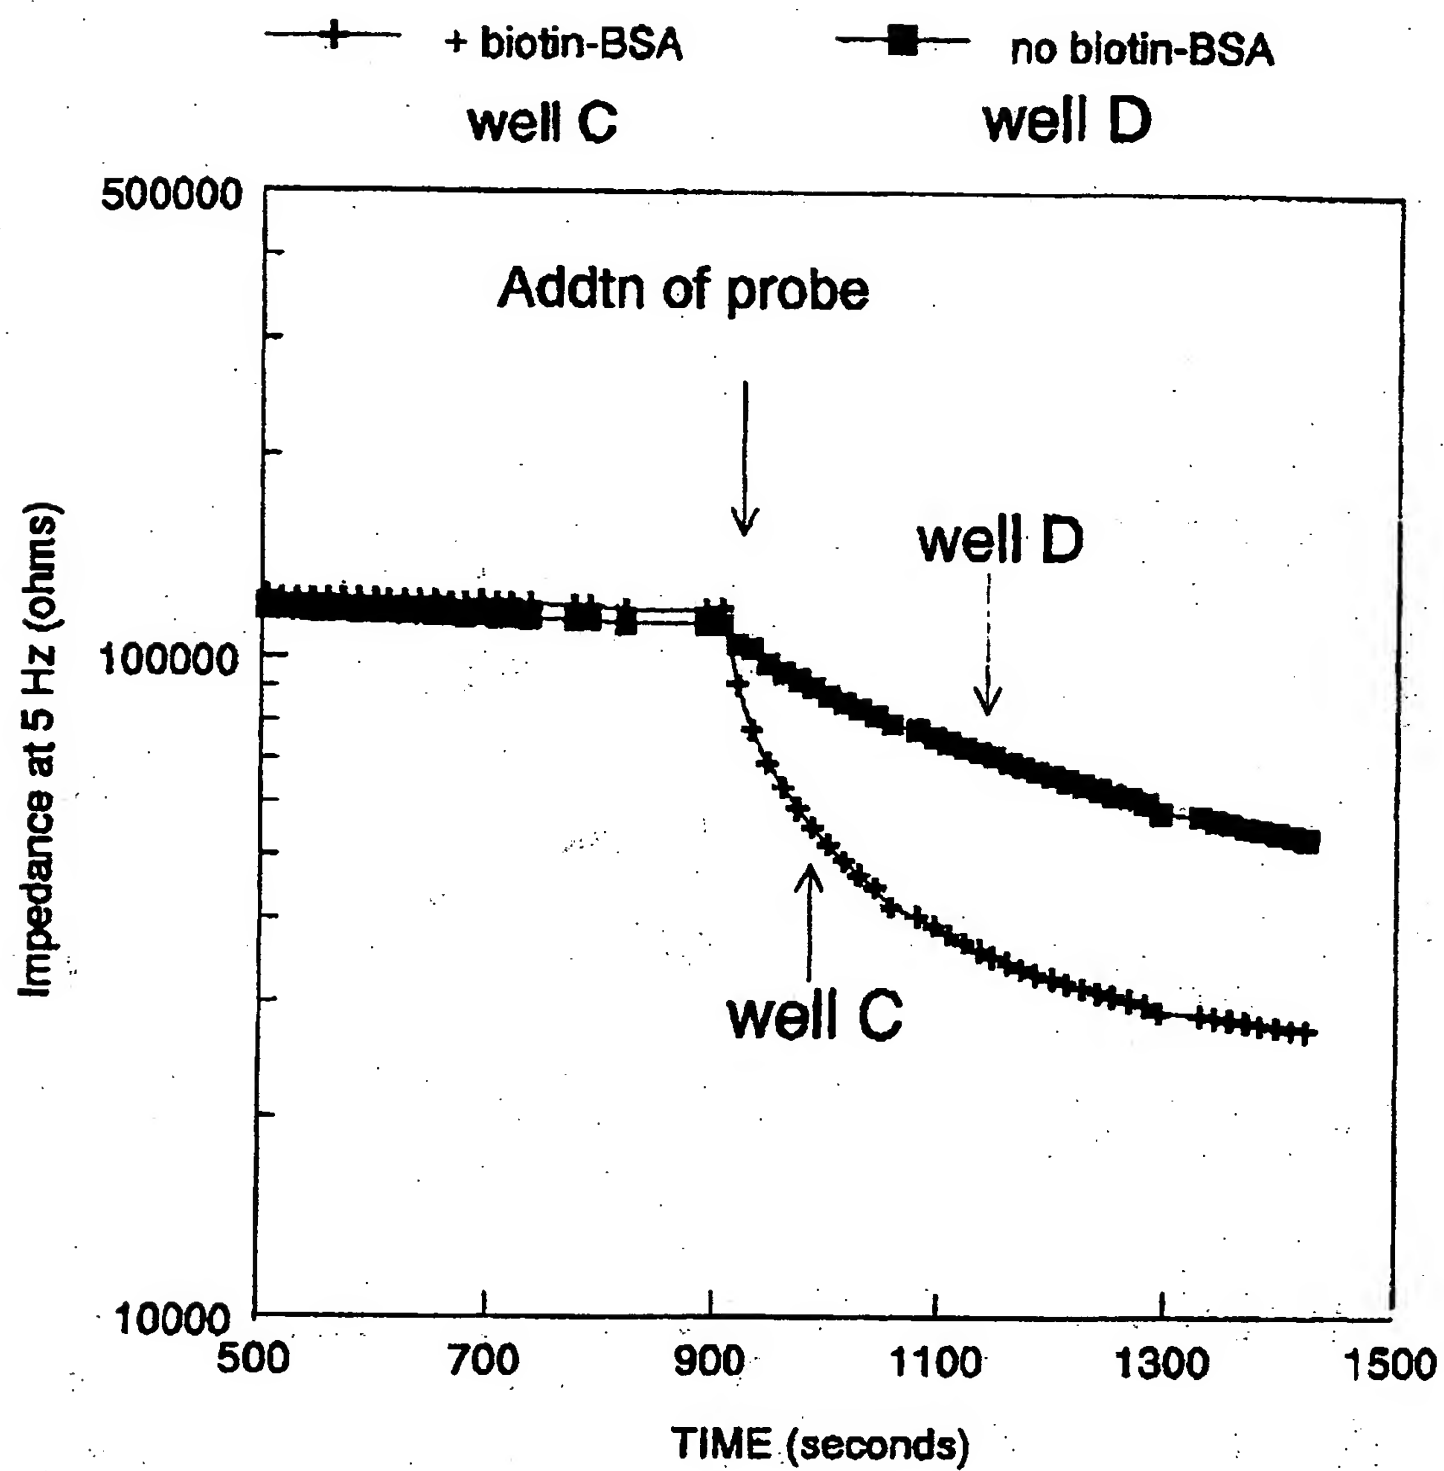 + biotin-BSA no biotin-BSA
well C well D
500000
Addtn of probe
well D
100000
well C
10000
500 700 900 1100 1300 1500
TIME (seconds)
Impedance at 5 Hz (ohms)